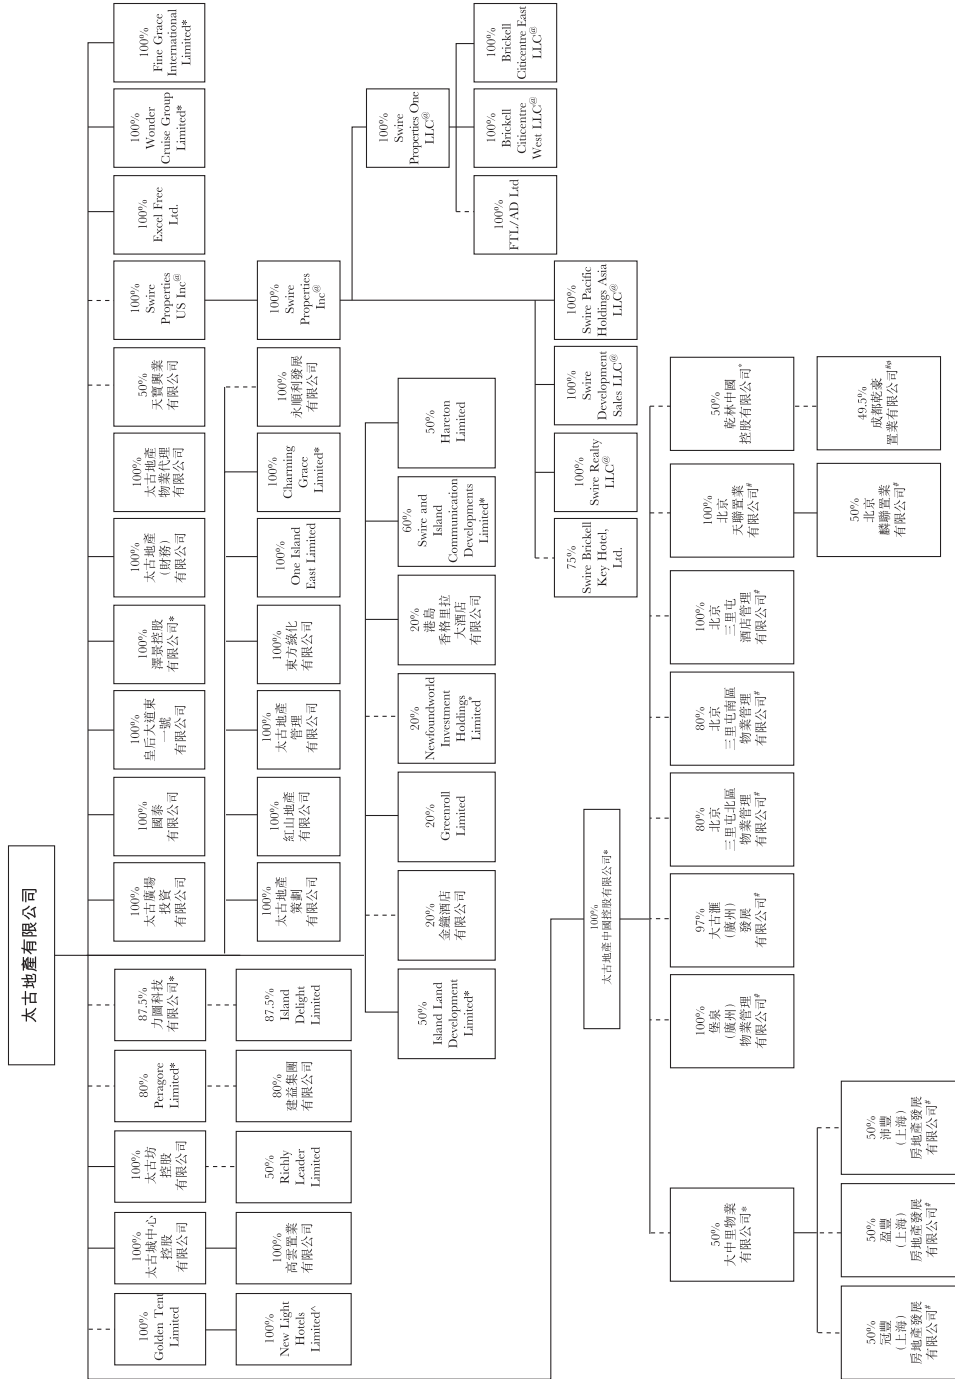 太古地產有限公司
100%
Golden Tent
Limited
100%
太古城中心
控股
有限公司
100%
太古坊
控股
有限公司
80%
Peragore
Limited*
87.5%
力圖科技
有限公司*
100%
太古廣場
投資
有限公司
100%
國泰
有限公司
100%
皇后大道東
一號
有限公司
100%
澤景控股
有限公司*
100%
太古地產
(財務)
有限公司
100%
太古地產
物業代理
有限公司
50%
天寶興業
有限公司
100%
Swire
Properties
US Inc@
100%
Excel Free
Ltd.
100%
Wonder
Cruise Group
Limited*
100%
Fine Grace
International
Limited*
100%
New Light
Hotels
Limited^
100%
高雲置業
有限公司
50%
Richly
Leader
Limited
80%
建益集團
有限公司
87.5%
Island
Delight
Limited
100%
太古地產
策劃
有限公司
100%
紅山地產
有限公司
100%
太古地產
管理
有限公司
100%
東方綠化
有限公司
100%
One Island
East Limited
100%
Charming
Grace
Limited*
100%
永順利發展
有限公司
100%
Swire
Properties
Inc@
100%
Swire
Properties One
LLC@
50%
Island Land
Development
Limited*
20%
金鐘酒店
有限公司
20%
Greenroll
Limited
20%
Newfoundworld
Investment
Holdings
Limited*
20%
港島
香格里拉
大酒店
有限公司
60%
Swire and
Island
Communication
Developments
Limited*
50%
Hareton
Limited
100%
FTL/AD Ltd
100%
Brickell
Citicentre
West LLC@
100%
Brickell
Citicentre East
LLC@
75%
Swire Brickell
Key Hotel,
Ltd.
100%
Swire Realty
LLC@
100%
Swire
Development
Sales LLC@
100%
Swire Pacific
Holdings Asia
LLC@
100%
太古地產中國控股有限公司*
50%
大中里物業
有限公司*
100%
堡泉
(廣州)
物業管理
有限公司#
97%
太古滙
(廣州)
發展
有限公司#
80%
北京
三里屯北區
物業管理
有限公司#
80%
北京
三里屯南區
物業管理
有限公司#
100%
北京
三里屯
酒店管理
有限公司#
100%
北京
天聯置業
有限公司#
50%
乾林中國
控股有限公司*
50%
冠豐
(上海)
房地產發展
有限公司#
50%
盈豐
(上海)
房地產發展
有限公司#
50%
沛豐
(上海)
房地產發展
有限公司#
50%
北京
麟聯置業
有限公司#
49.5%
成都乾豪
置業有限公司#ø